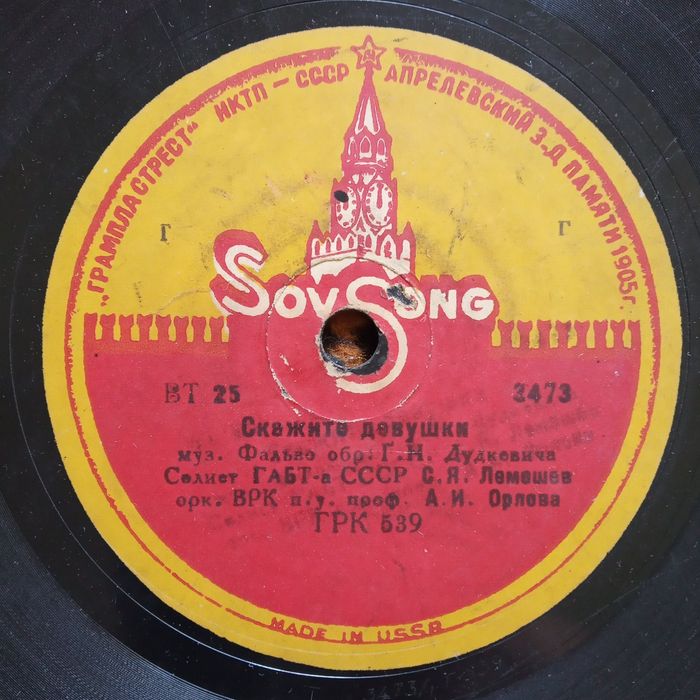 „ГРАМПЛАСТРЕСТ“ ИКТП — СССР АПРЕЛЕВСКИЙ З-Д ПАМЯТИ 1905 г.
Г Г
SovSong
ВТ 25 3473
Скажите девушки
муз. Фальво обр. Г.Н. Дудкевича
Солист ГАБТ-а СССР С.Я. Лемешев
орк. ВРК п/у. проф. А.И. Орлова
ГРК 539
MADE IN USSR